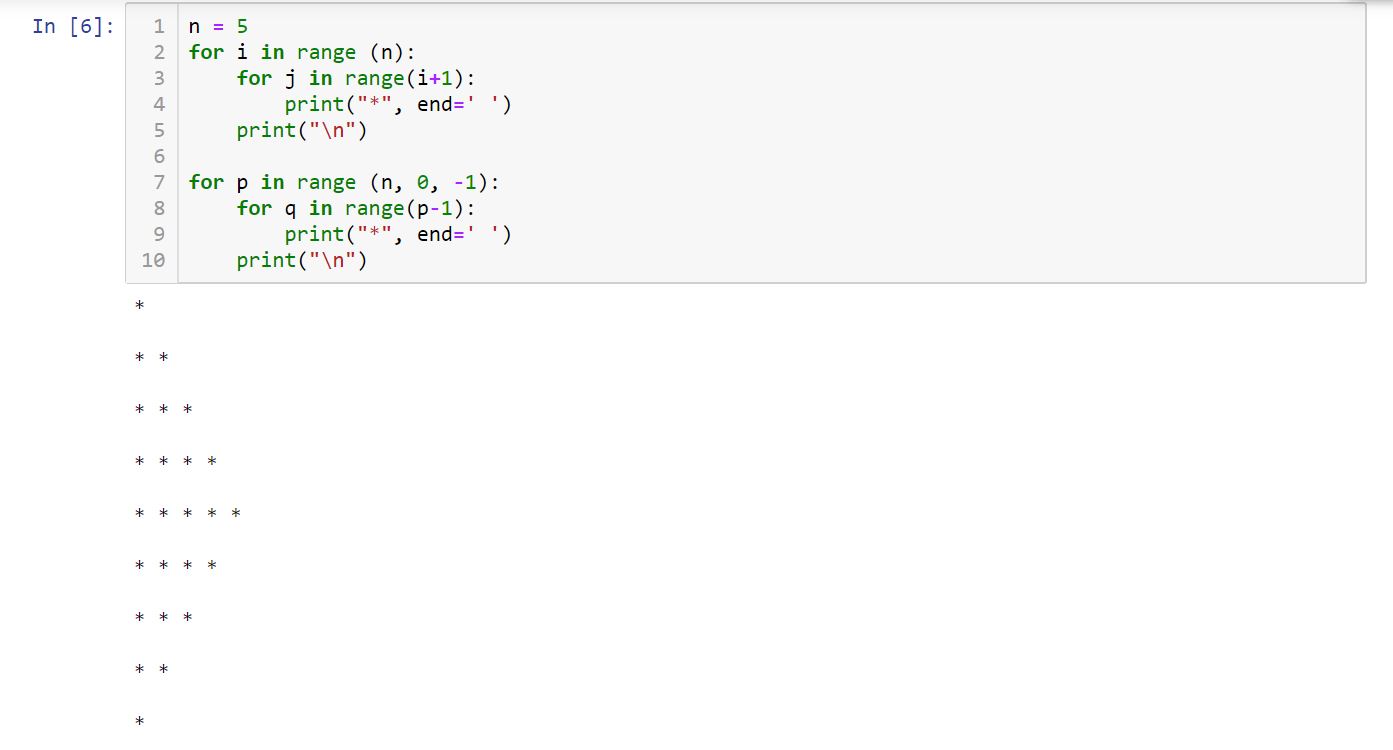 In [6]:
1 n = 5
2 for i in range (n):
3     for j in range(i+1):
4         print("*", end=' ')
5     print("\n")
6
7 for p in range (n, 0, -1):
8     for q in range(p-1):
9         print("*", end=' ')
10     print("\n")
*
* *
* * *
* * * *
* * * * *
* * * *
* * *
* *
*